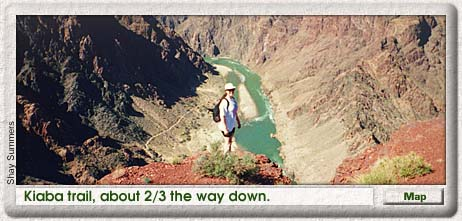 Shay Summers
Kiaba trail, about 2/3 the way down.
Map